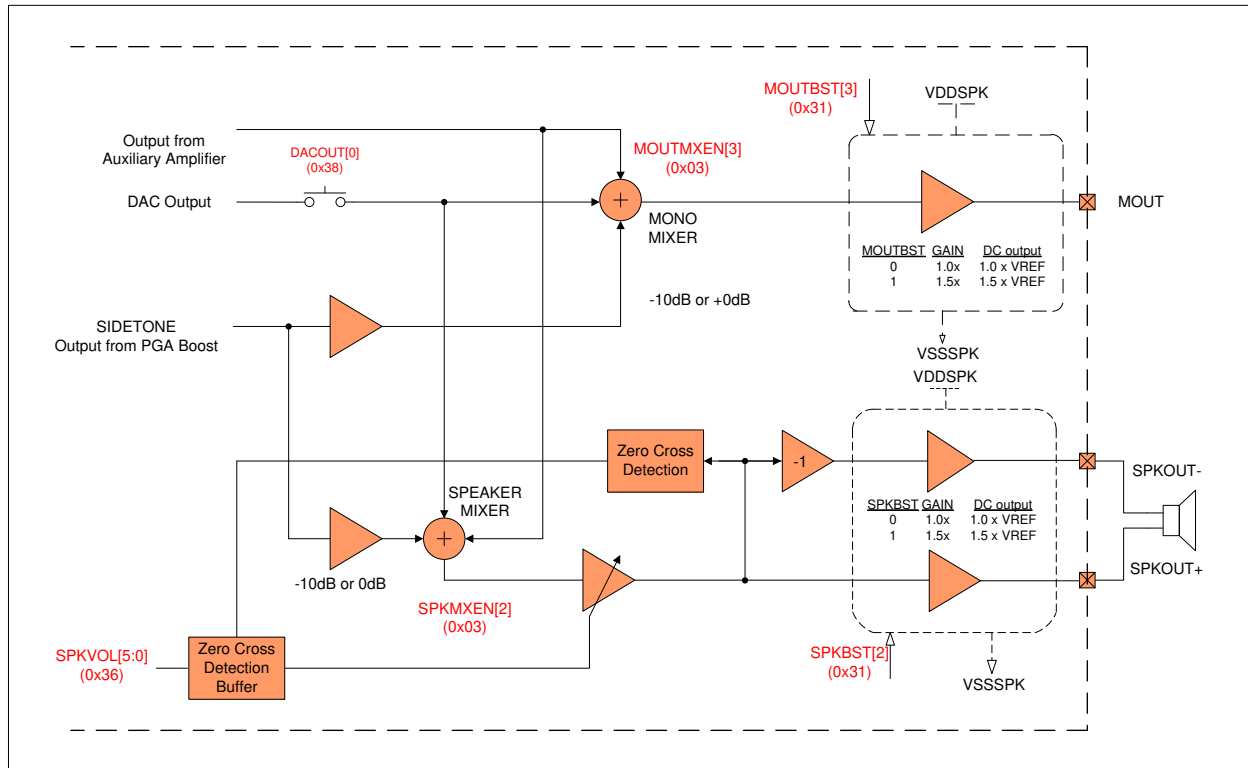 MOUTBST[3]
(0x31)
VDDSPK
Output from
Auxiliary Amplifier
DACOUT[0]
(0x38)
MOUTMXEN[3]
(0x03)
DAC Output
+
MONO
MIXER
MOUT
MOUTBST GAIN DC output
0 1.0x 1.0 x VREF
1 1.5x 1.5 x VREF
-10dB or +0dB
SIDETONE
Output from PGA Boost
VSSSPK
VDDSPK
Zero Cross
Detection
-1
SPKOUT-
SPEAKER
MIXER
+
SPKBST GAIN DC output
0 1.0x 1.0 x VREF
1 1.5x 1.5 x VREF
-10dB or 0dB
SPKOUT+
SPKMXEN[2]
(0x03)
SPKVOL[5:0]
(0x36)
Zero Cross
Detection
Buffer
SPKBST[2]
(0x31)
VSSSPK